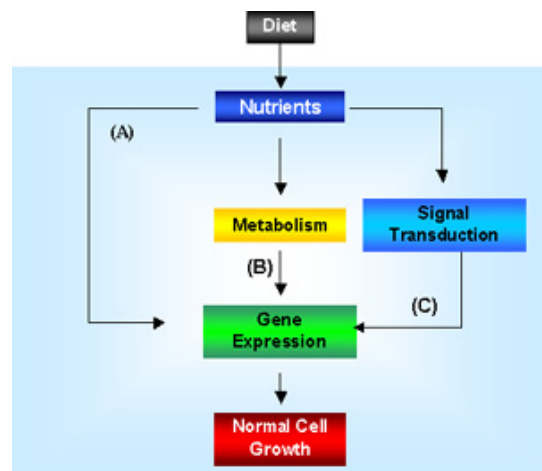 Diet
Nutrients
(A)
Metabolism
Signal
Transduction
(B)
(C)
Gene
Expression
Normal Cell
Growth